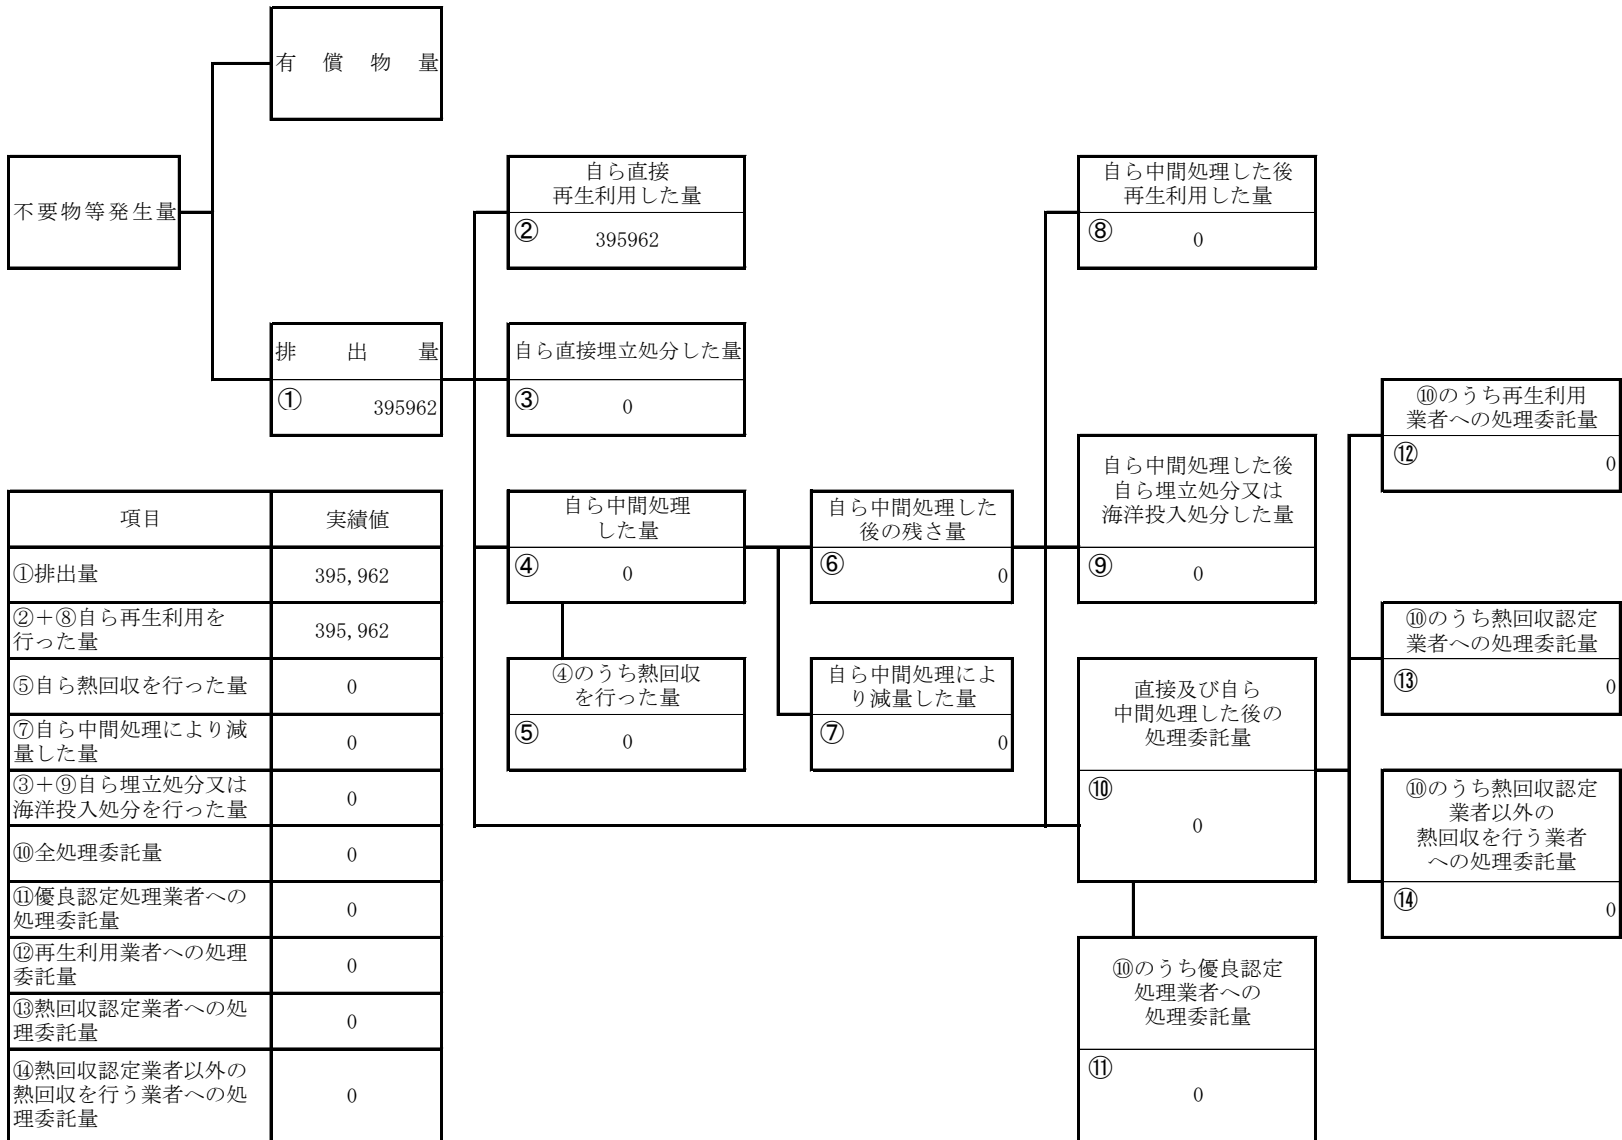 有償物量
不要物等発生量
排出量
① 395962
自ら直接
再生利用した量
② 395962
自ら直接埋立処分した量
③ 0
自ら中間処理
した量
④ 0
④のうち熱回収
を行った量
⑤ 0
自ら中間処理した
後の残さ量
⑥ 0
自ら中間処理によ
り減量した量
⑦ 0
自ら中間処理した後
再生利用した量
⑧ 0
自ら中間処理した後
自ら埋立処分又は
海洋投入処分した量
⑨ 0
直接及び自ら
中間処理した後の
処理委託量
⑩
0
⑩のうち優良認定
処理業者への
処理委託量
⑪
0
⑩のうち再生利用
業者への処理委託量
⑫ 0
⑩のうち熱回収認定
業者への処理委託量
⑬ 0
⑩のうち熱回収認定
業者以外の
熱回収を行う業者
への処理委託量
⑭ 0
項目 実績値
①排出量 395,962
②+⑧自ら再生利用を
行った量 395,962
⑤自ら熱回収を行った量 0
⑦自ら中間処理により減
量した量 0
③+⑨自ら埋立処分又は
海洋投入処分を行った量 0
⑩全処理委託量 0
⑪優良認定処理業者への
処理委託量 0
⑫再生利用業者への処理
委託量 0
⑬熱回収認定業者への処
理委託量 0
⑭熱回収認定業者以外の
熱回収を行う業者への処 0
理委託量